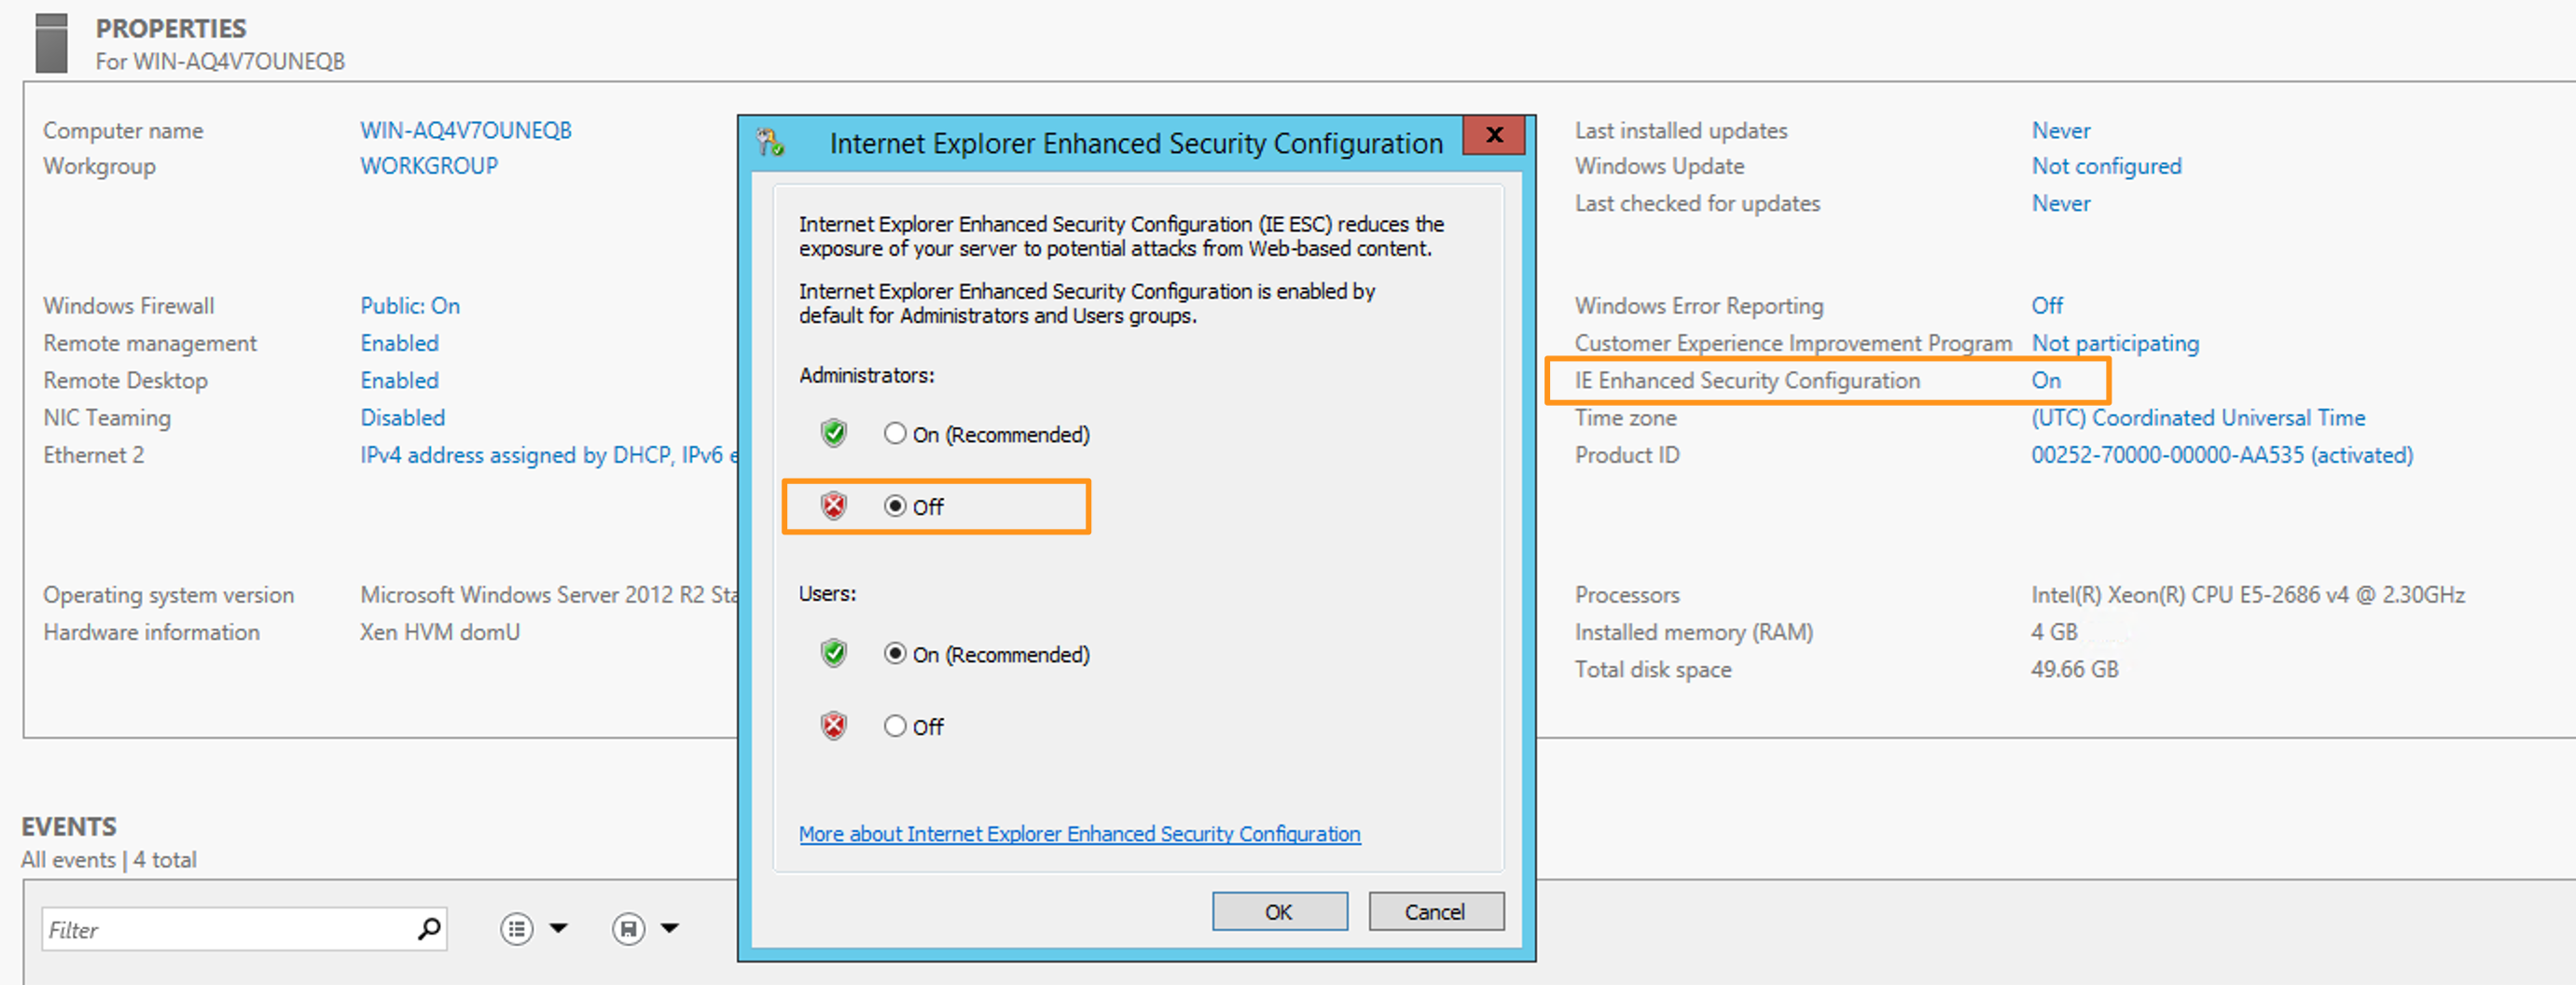 PROPERTIES
For WIN-AQ4V7OUNEQB
Computer name WIN-AQ4V7OUNEQB
Workgroup WORKGROUP
Windows Firewall Public: On
Remote management Enabled
Remote Desktop Enabled
NIC Teaming Disabled
Ethernet 2 IPv4 address assigned by DHCP, IPv6
Operating system version Microsoft Windows Server 2012 R2
Hardware information Xen HVM domU
Internet Explorer Enhanced Security Configuration
X
Internet Explorer Enhanced Security Configuration (IE ESC) reduces the
exposure of your server to potential attacks from Web-based content.
Internet Explorer Enhanced Security Configuration is enabled by
default for Administrators and Users groups.
Administrators:
On (Recommended)
Off
Users:
On (Recommended)
Off
More about Internet Explorer Enhanced Security Configuration
OK Cancel
Last installed updates Never
Windows Update Not configured
Last checked for updates Never
Windows Error Reporting Off
Customer Experience Improvement Program Not participating
IE Enhanced Security Configuration On
Time zone (UTC) Coordinated Universal Time
Product ID 00252-70000-00000-AA535 (activated)
Processors Intel(R) Xeon(R) CPU E5-2686 v4 @ 2.30GHz
Installed memory (RAM) 4 GB
Total disk space 49.66 GB
EVENTS
All events | 4 total
Filter